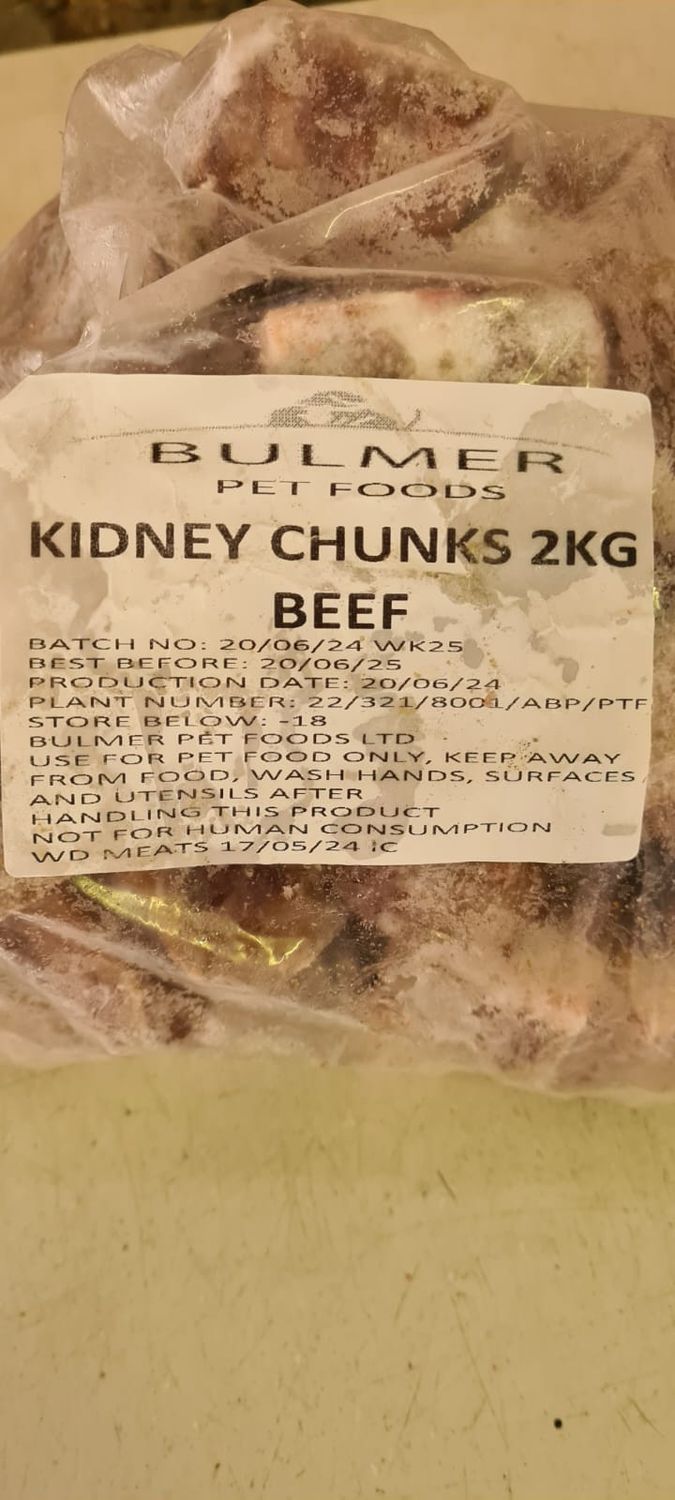 BULMER
PET FOODS
KIDNEY CHUNKS 2KG
BEEF
BATCH NO: 20/06/24 WK25
BEST BEFORE: 20/06/25
PRODUCTION DATE: 20/06/24
PLANT NUMBER: 22/321/8001/ABP/PTF
STORE BELOW: -18
BULMER PET FOODS LTD
USE FOR PET FOOD ONLY, KEEP AWAY
FROM FOOD, WASH HANDS, SURFACES
AND UTENSILS AFTER
HANDLING THIS PRODUCT
NOT FOR HUMAN CONSUMPTION
WD MEATS 17/05/24 IC